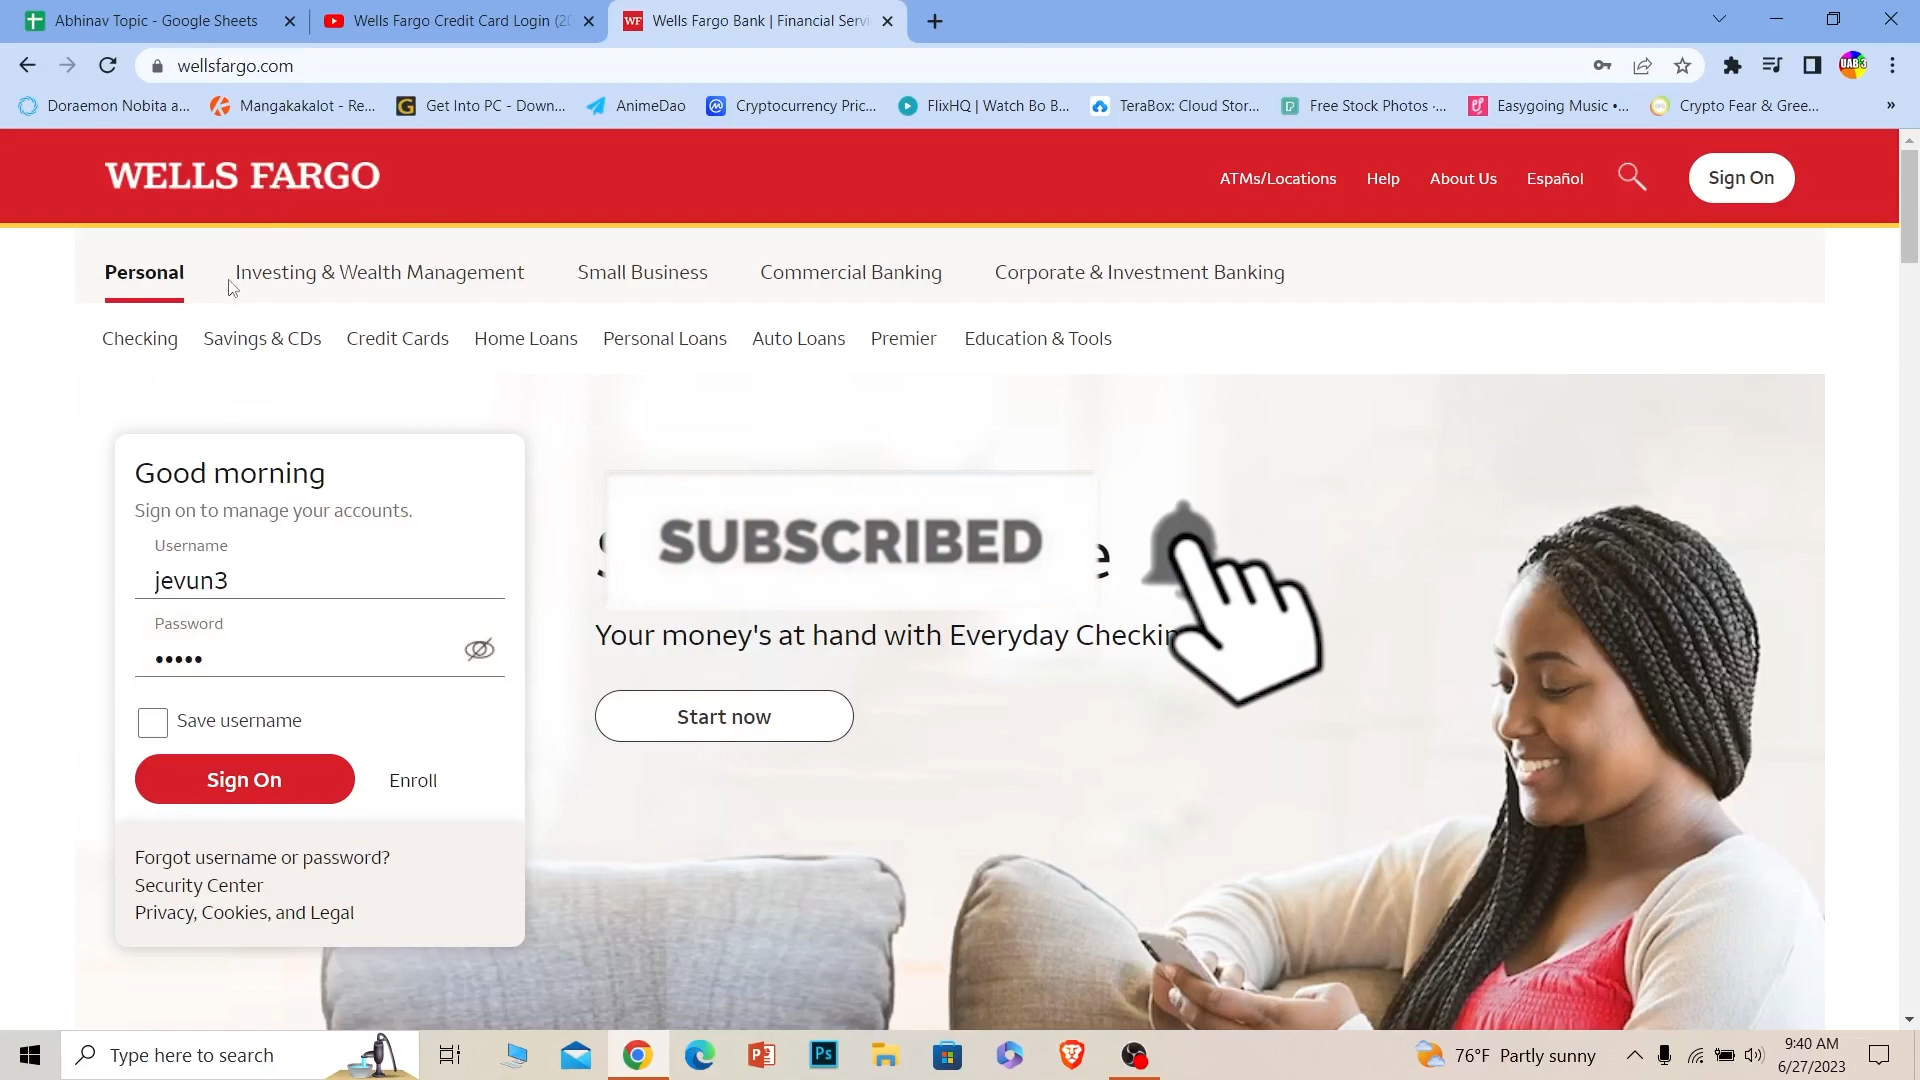 Abhinav Topic - Google Sheets
Wells Fargo Credit Card Login (20
WF Wells Fargo Bank | Financial Servi
wellsfargo.com
UAB 3
Doraemon Nobita a...
Mangakakalot - Re...
Get Into PC - Down...
AnimeDao
Cryptocurrency Pric...
FlixHQ | Watch Bo B...
TeraBox: Cloud Stor...
Free Stock Photos ·...
Easygoing Music •...
Crypto Fear & Gree...
»
WELLS FARGO
ATMs/Locations
Help
About Us
Español
Sign On
Personal
Investing & Wealth Management
Small Business
Commercial Banking
Corporate & Investment Banking
Checking
Savings & CDs
Credit Cards
Home Loans
Personal Loans
Auto Loans
Premier
Education & Tools
Good morning
Sign on to manage your accounts.
Username
jevun3
Password
•••••
Save username
Sign On
Enroll
Forgot username or password?
Security Center
Privacy, Cookies, and Legal
SUBSCRIBED
Your money's at hand with Everyday Checkin
Start now
Type here to search
Ps
76°F Partly sunny
9:40 AM
6/27/2023